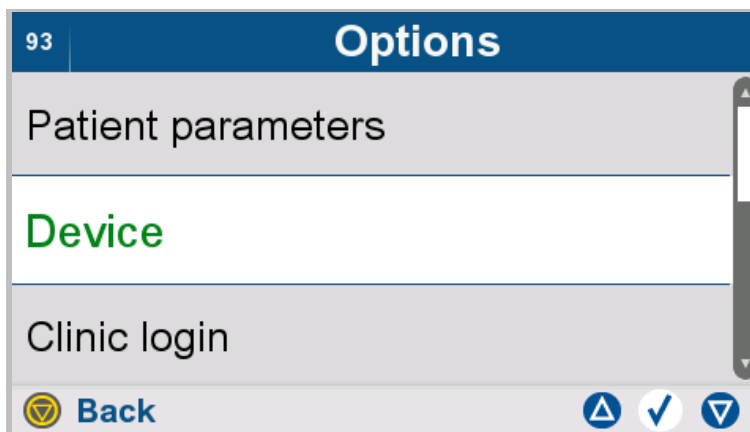 93
Options
Patient parameters
Device
Clinic login
Back